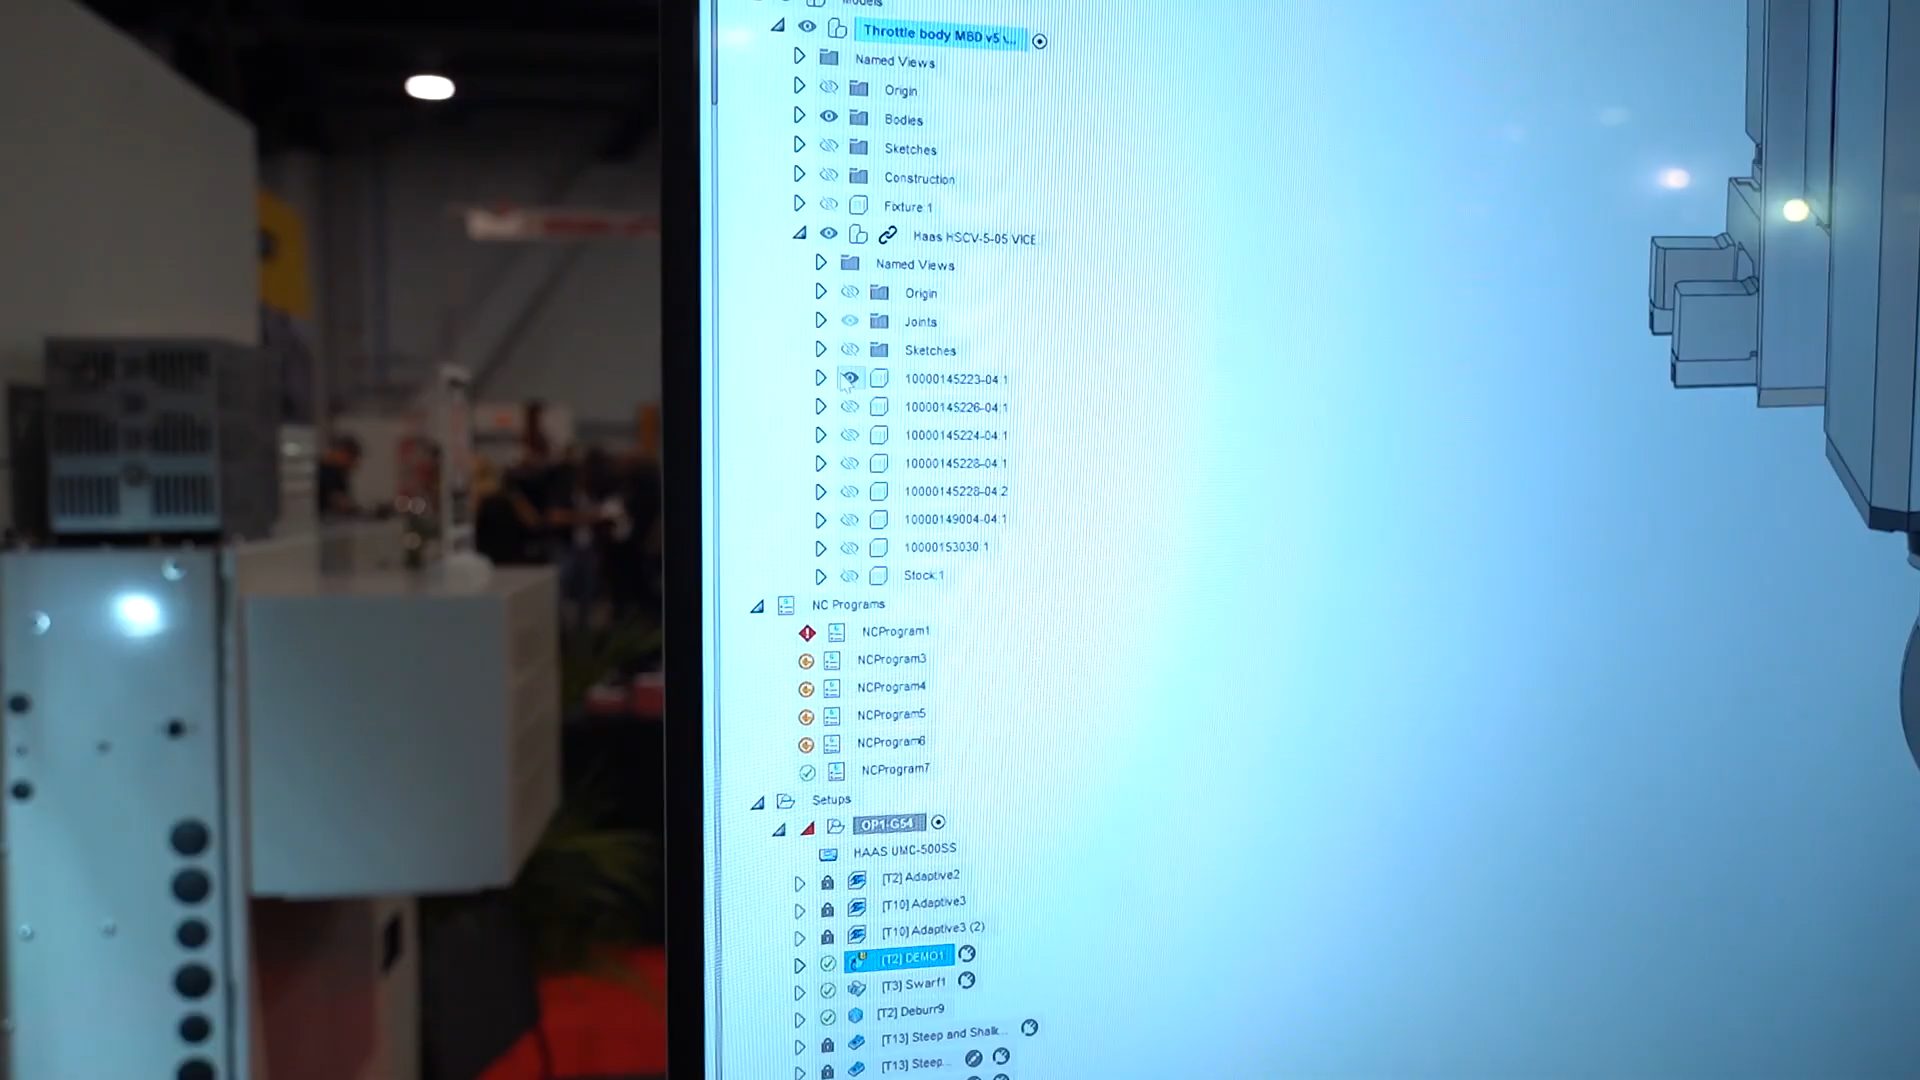 Models
Throttle body MBD v5 v...
Named Views
Origin
Bodies
Sketches
Construction
Fixture:1
Haas HSCV-5-05 VICE
Named Views
Origin
Joints
Sketches
10000145223-04:1
10000145226-04:1
10000145224-04:1
10000145228-04:1
10000145228-04:2
10000149004-04:1
10000153030:1
Stock:1
NC Programs
NCProgram1
NCProgram3
NCProgram4
NCProgram5
NCProgram6
NCProgram7
Setups
OP1-G54
HAAS UMC-500SS
[T2] Adaptive2
[T10] Adaptive3
[T10] Adaptive3 (2)
[T2] DEMO1
[T3] Swarf1
[T2] Deburr9
[T13] Steep and Shall...
[T13] Steep...